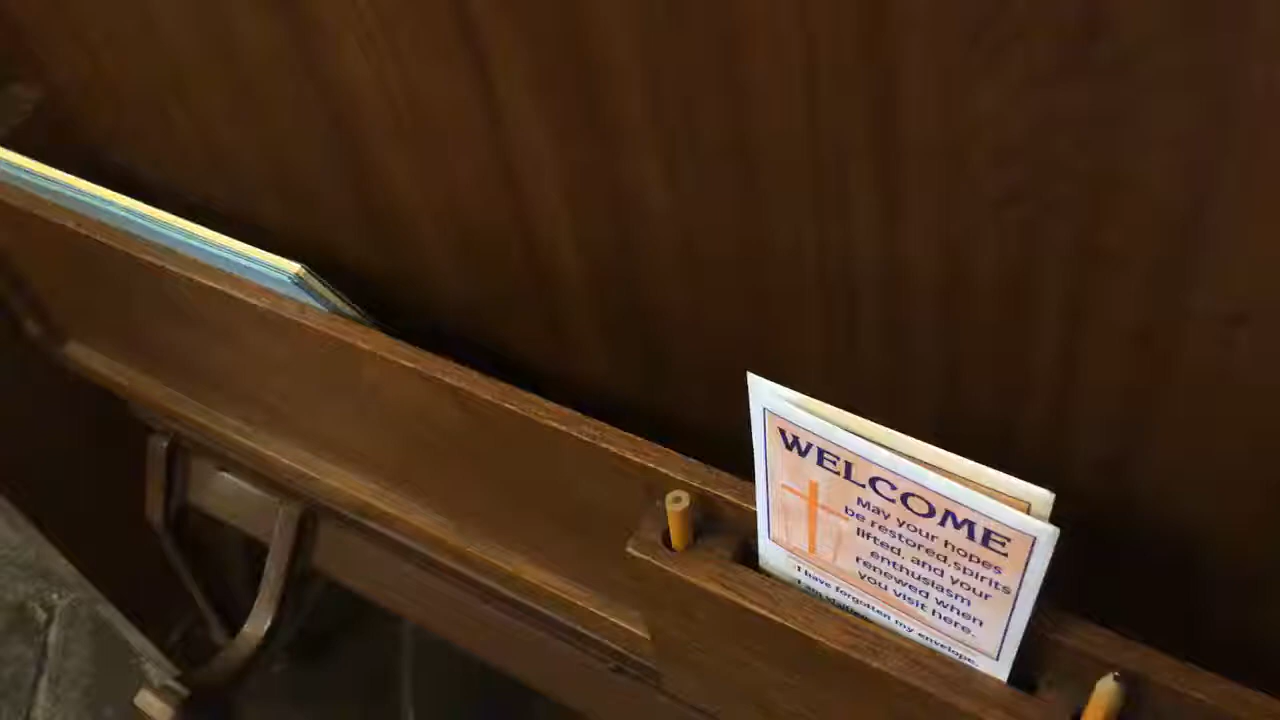 WELCOME
May your hopes
be restored, spirits
lifted, and your
enthusiasm
renewed when
you visit here.
I have forgotten my envelope.
I am